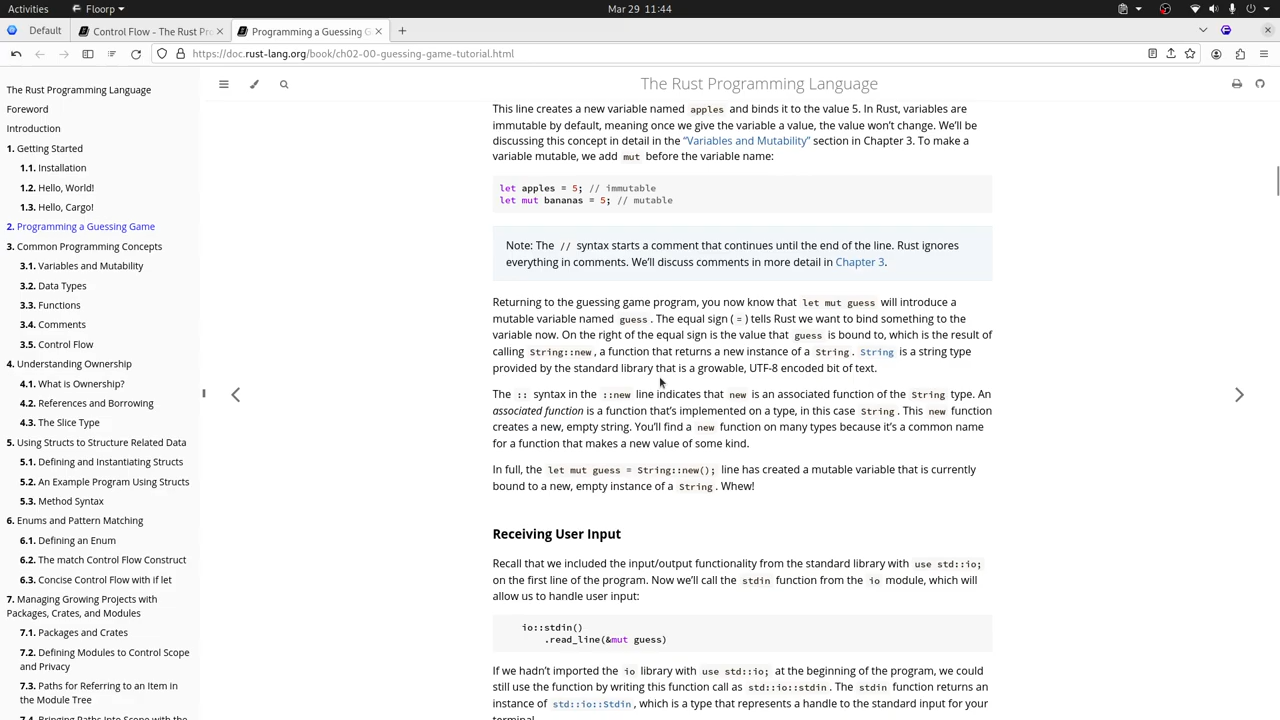 Activities
Floorp
Mar 29 11:44
Default
Control Flow - The Rust Pr
Programming a Guessing G
https://doc.rust-lang.org/book/ch02-00-guessing-game-tutorial.html
The Rust Programming Language
Foreword
Introduction
1. Getting Started
1.1. Installation
1.2. Hello, World!
1.3. Hello, Cargo!
2. Programming a Guessing Game
3. Common Programming Concepts
3.1. Variables and Mutability
3.2. Data Types
3.3. Functions
3.4. Comments
3.5. Control Flow
4. Understanding Ownership
4.1. What is Ownership?
4.2. References and Borrowing
4.3. The Slice Type
5. Using Structs to Structure Related Data
5.1. Defining and Instantiating Structs
5.2. An Example Program Using Structs
5.3. Method Syntax
6. Enums and Pattern Matching
6.1. Defining an Enum
6.2. The match Control Flow Construct
6.3. Concise Control Flow with if let
7. Managing Growing Projects with
Packages, Crates, and Modules
7.1. Packages and Crates
7.2. Defining Modules to Control Scope
and Privacy
7.3. Paths for Referring to an Item in
the Module Tree
7.4. Bringing Paths Into Scope with the
The Rust Programming Language
This line creates a new variable named apples and binds it to the value 5. In Rust, variables are
immutable by default, meaning once we give the variable a value, the value won’t change. We’ll be
discussing this concept in detail in the “Variables and Mutability” section in Chapter 3. To make a
variable mutable, we add mut before the variable name:
let apples = 5; // immutable
let mut bananas = 5; // mutable
Note: The // syntax starts a comment that continues until the end of the line. Rust ignores
everything in comments. We’ll discuss comments in more detail in Chapter 3.
Returning to the guessing game program, you now know that let mut guess will introduce a
mutable variable named guess. The equal sign (=) tells Rust we want to bind something to the
variable now. On the right of the equal sign is the value that guess is bound to, which is the result of
calling String::new, a function that returns a new instance of a String. String is a string type
provided by the standard library that is a growable, UTF-8 encoded bit of text.
The :: syntax in the ::new line indicates that new is an associated function of the String type. An
associated function is a function that’s implemented on a type, in this case String. This new function
creates a new, empty string. You’ll find a new function on many types because it’s a common name
for a function that makes a new value of some kind.
In full, the let mut guess = String::new(); line has created a mutable variable that is currently
bound to a new, empty instance of a String. Whew!
Receiving User Input
Recall that we included the input/output functionality from the standard library with use std::io;
on the first line of the program. Now we’ll call the stdin function from the io module, which will
allow us to handle user input:
io::stdin()
.read_line(&mut guess)
If we hadn’t imported the io library with use std::io; at the beginning of the program, we could
still use the function by writing this function call as std::io::stdin. The stdin function returns an
instance of std::io::Stdin, which is a type that represents a handle to the standard input for your
terminal.